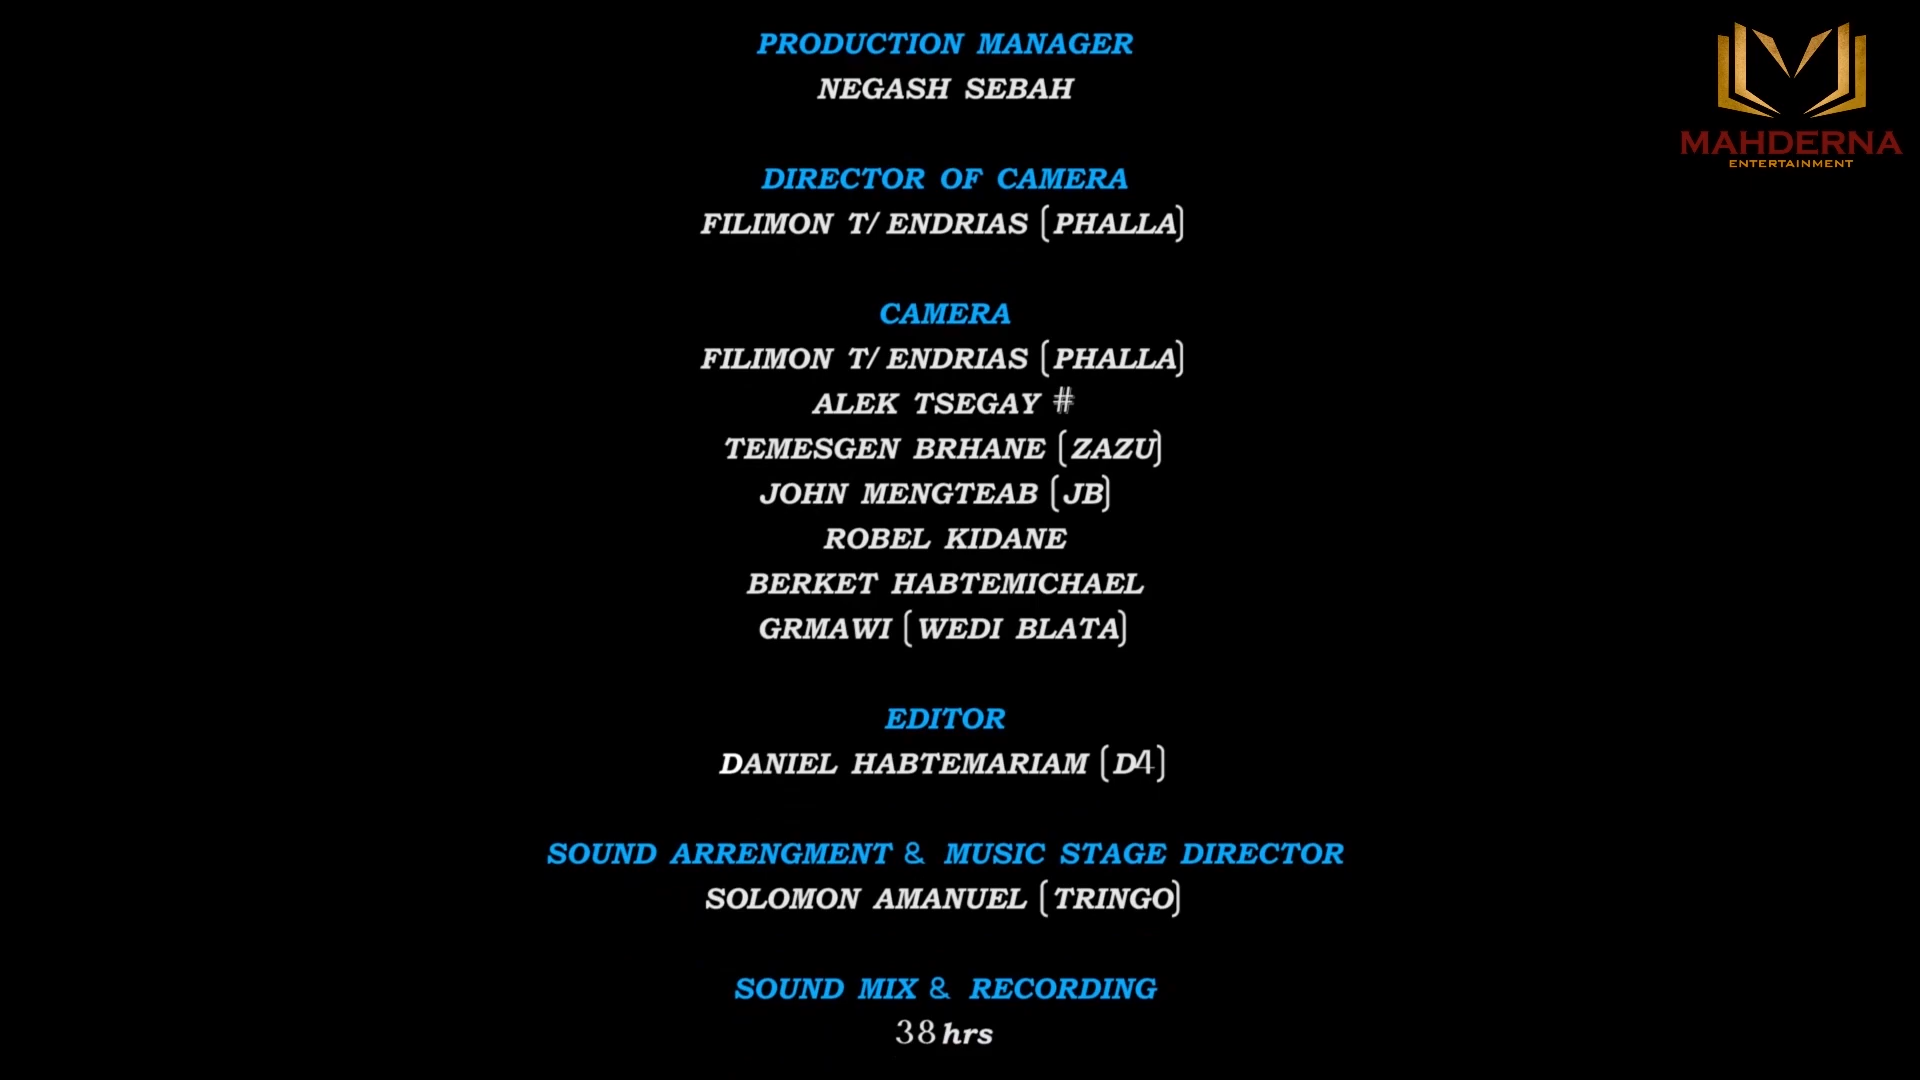 PRODUCTION MANAGER
NEGASH SEBAH
DIRECTOR OF CAMERA
FILIMON T/ ENDRIAS (PHALLA)
CAMERA
FILIMON T/ ENDRIAS (PHALLA)
ALEK TSEGAY #
TEMESGEN BRHANE (ZAZU)
JOHN MENGTEAB (JB)
ROBEL KIDANE
BERKET HABTEMICHAEL
GRMAWI (WEDI BLATA)
EDITOR
DANIEL HABTEMARIAM (D4)
SOUND ARRENGMENT & MUSIC STAGE DIRECTOR
SOLOMON AMANUEL (TRINGO)
SOUND MIX & RECORDING
38hrs
MAHDERNA
ENTERTAINMENT